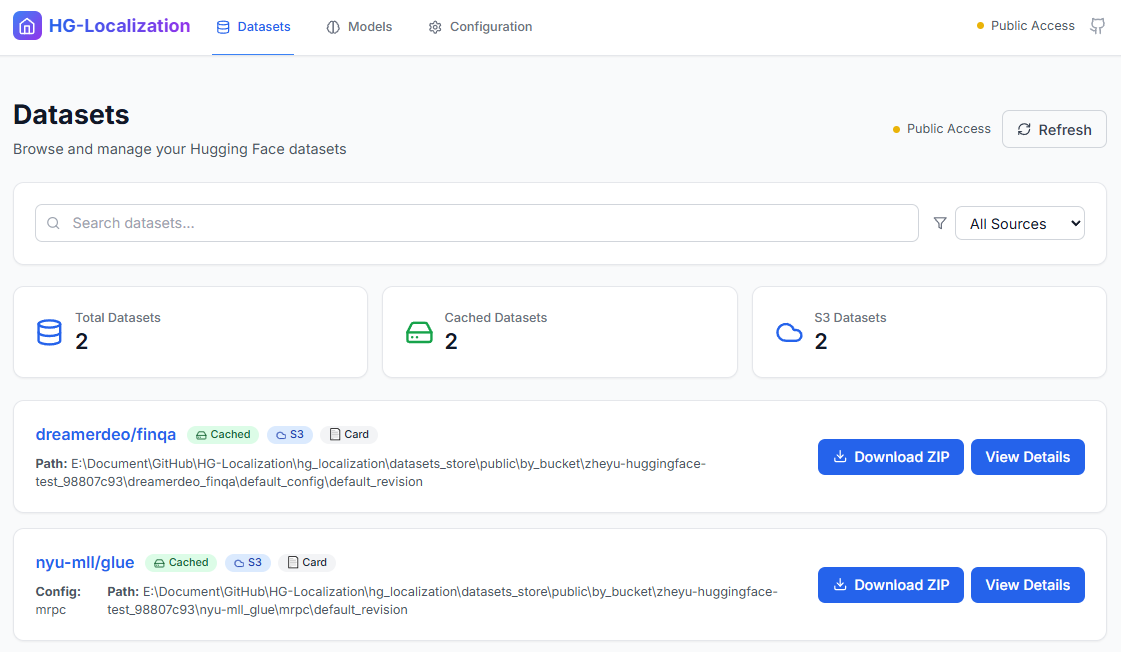 HG-Localization Datasets Models Configuration Public Access
Datasets
Browse and manage your Hugging Face datasets
Public Access Refresh
Search datasets... All Sources
Total Datasets
2
Cached Datasets
2
S3 Datasets
2
dreamerdeo/finqa Cached S3 Card
Path: E:\Document\GitHub\HG-Localization\hg_localization\datasets_store\public\by_bucket\zheyu-huggingface-
test_98807c93\dreamerdeo_finqa\default_config\default_revision
Download ZIP View Details
nyu-mll/glue Cached S3 Card
Config:
mrpc
Path: E:\Document\GitHub\HG-Localization\hg_localization\datasets_store\public\by_bucket\zheyu-huggingface-
test_98807c93\nyu-mll_glue\mrpc\default_revision
Download ZIP View Details